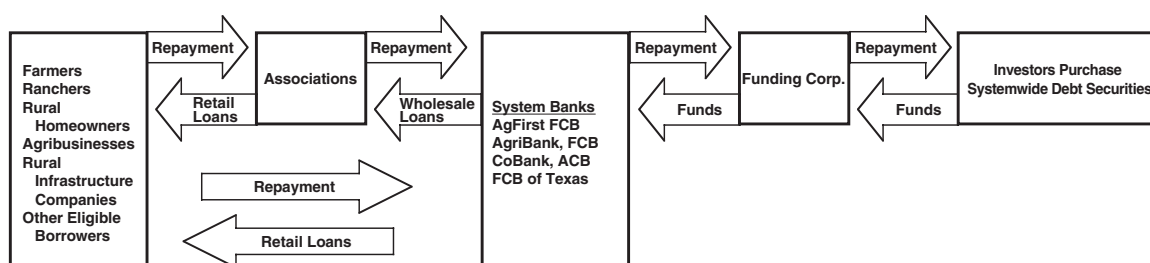 Farmers
Ranchers
Rural
Homeowners
Agribusinesses
Rural
Infrastructure
Companies
Other Eligible
Borrowers
Repayment
Retail
Loans
Associations
Repayment
Wholesale
Loans
Repayment
Retail Loans
System Banks
AgFirst FCB
AgriBank, FCB
CoBank, ACB
FCB of Texas
Repayment
Funds
Funding Corp.
Repayment
Funds
Investors Purchase
Systemwide Debt Securities